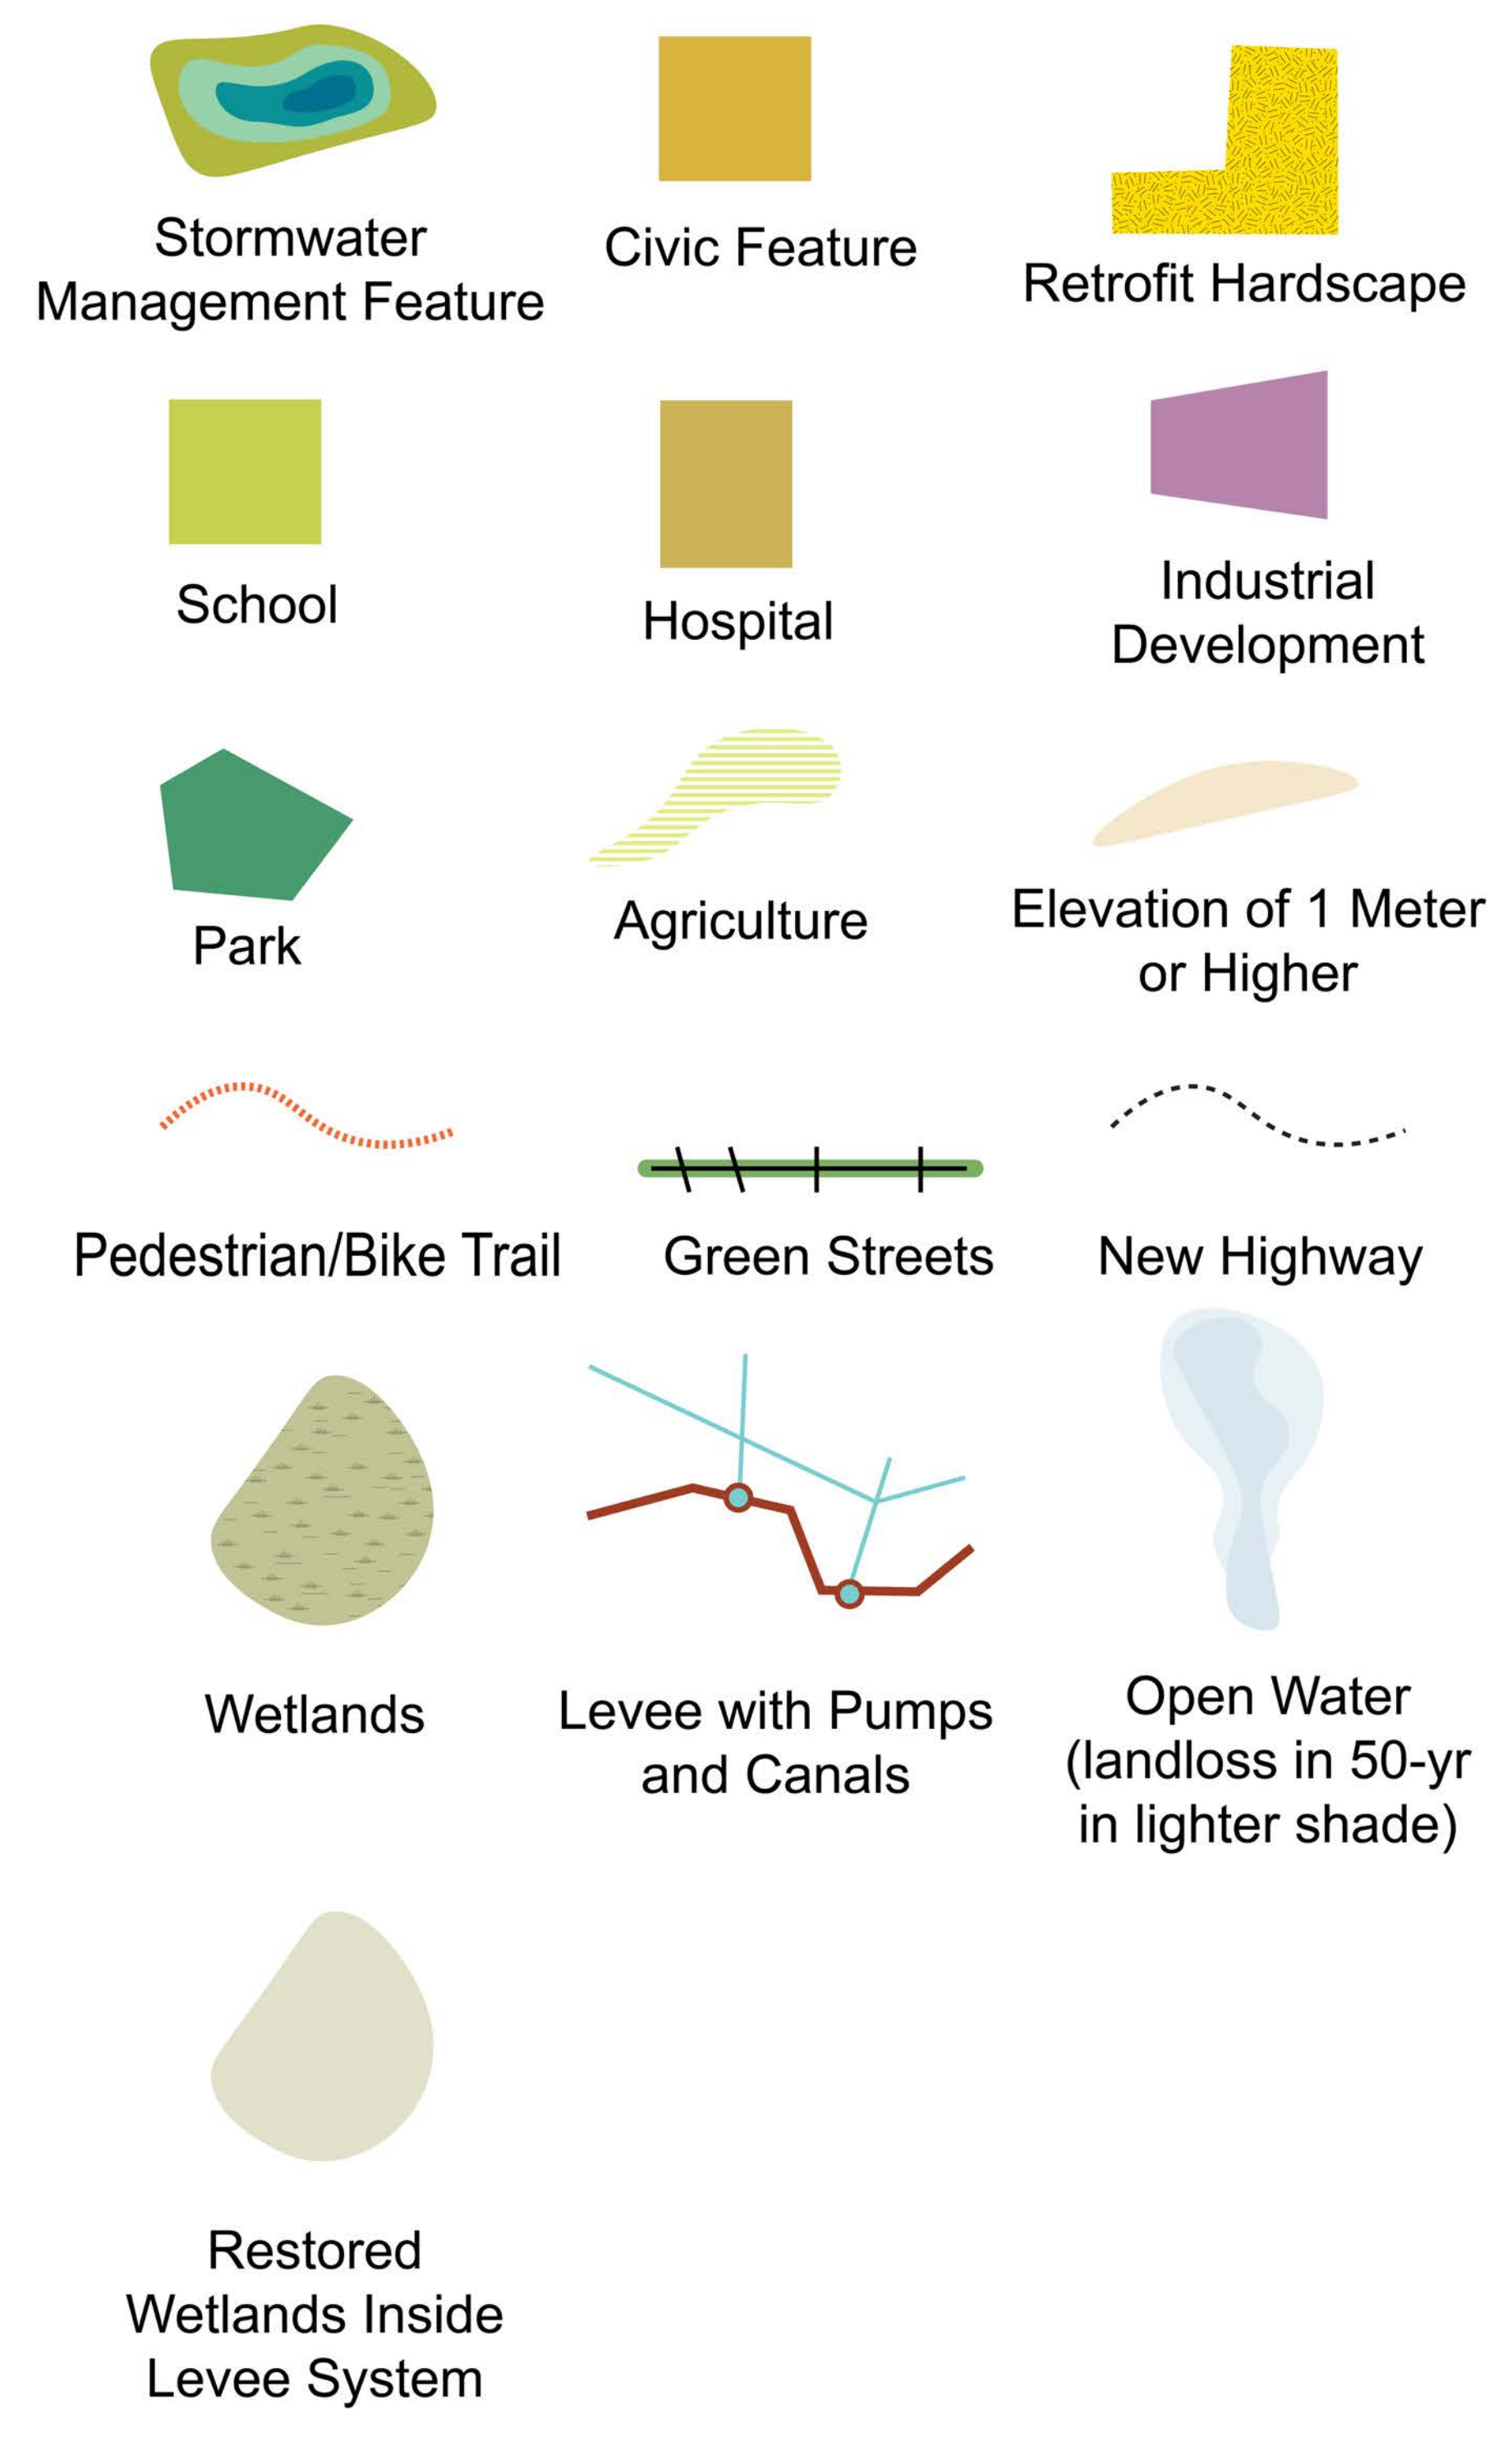 Stormwater
Management Feature
Civic Feature
Retrofit Hardscape
School
Hospital
Industrial
Development
Park
Agriculture
Elevation of 1 Meter
or Higher
Pedestrian/Bike Trail
Green Streets
New Highway
Wetlands
Levee with Pumps
and Canals
Open Water
(landloss in 50-yr
in lighter shade)
Restored
Wetlands Inside
Levee System